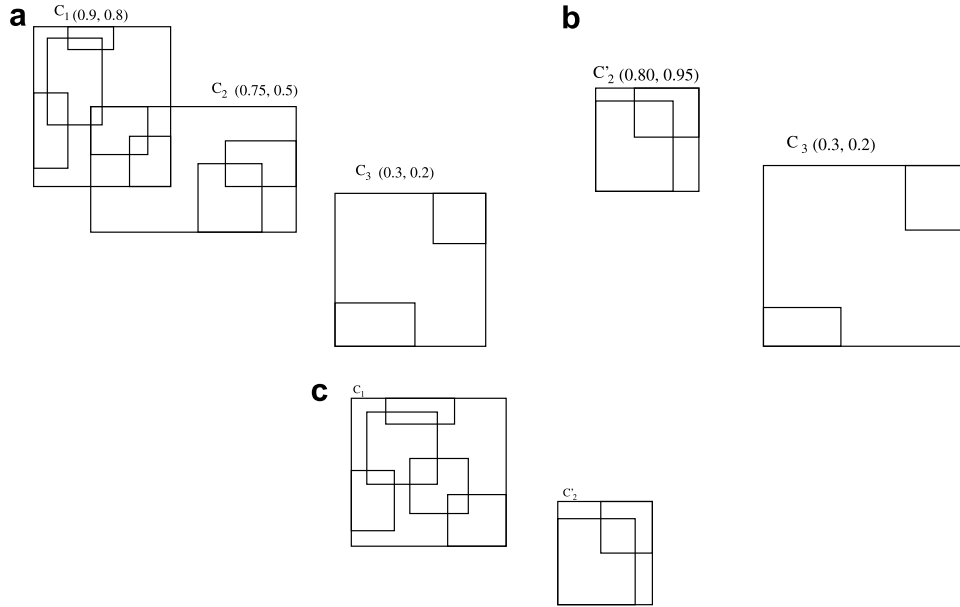 a
C1 (0.9, 0.8)
C2 (0.75, 0.5)
C3 (0.3, 0.2)
b
C'2 (0.80, 0.95)
C3 (0.3, 0.2)
c
C1
C'2